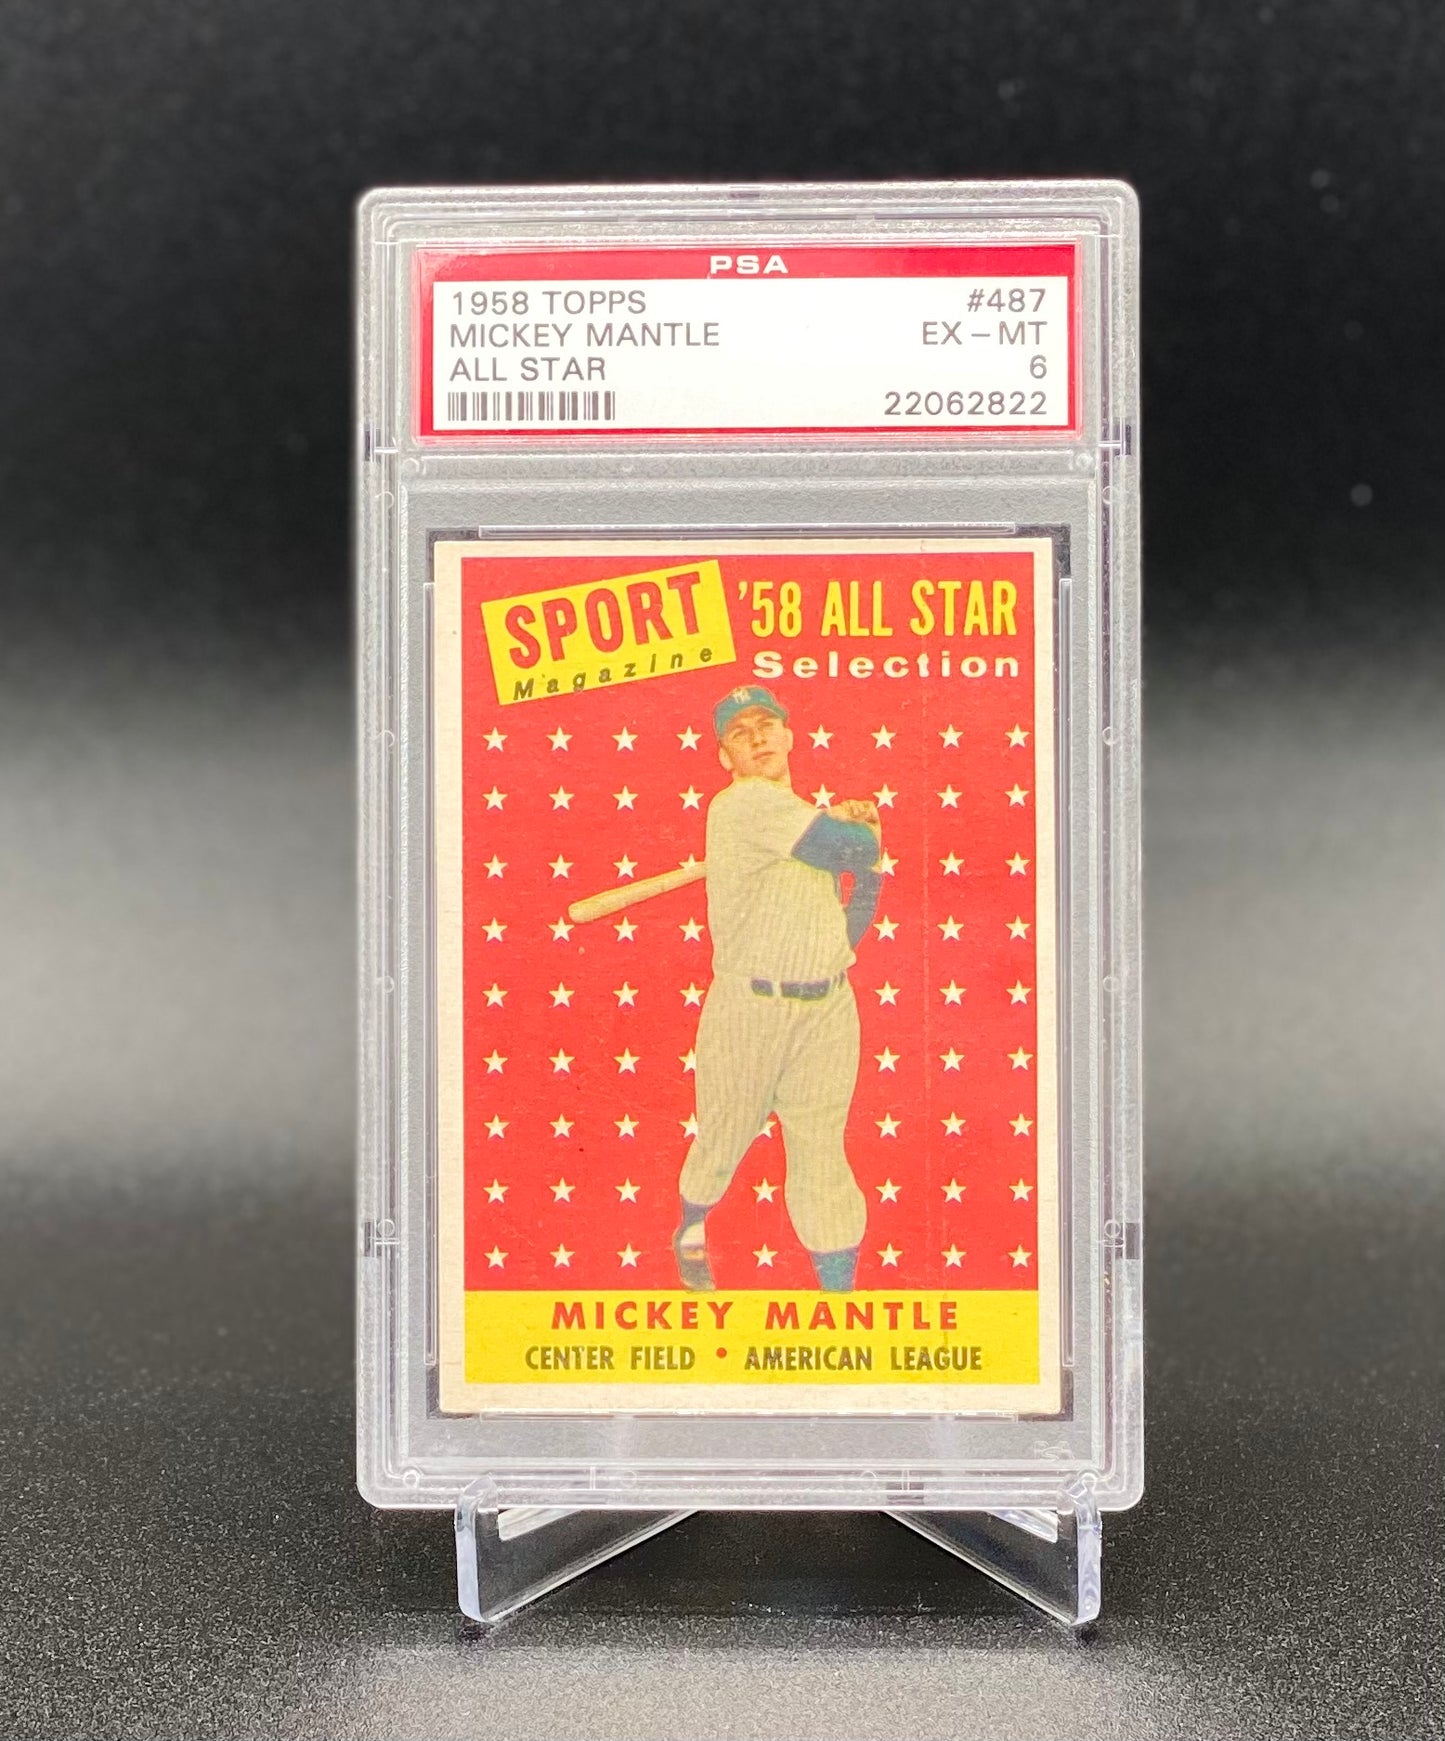 PSA
1958 TOPPS #487
MICKEY MANTLE EX - MT
ALL STAR 6
22062822
SPORT
Magazine
'58 ALL STAR
Selection
MICKEY MANTLE
CENTER FIELD • AMERICAN LEAGUE